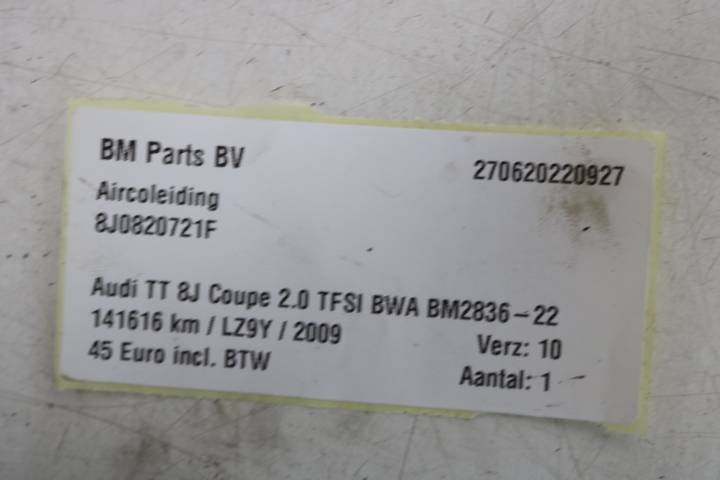 BM Parts BV 270620220927
Aircoleiding
8J0820721F
Audi TT 8J Coupe 2.0 TFSI BWA BM2836-22
141616 km / LZ9Y / 2009 Verz: 10
45 Euro incl. BTW Aantal: 1